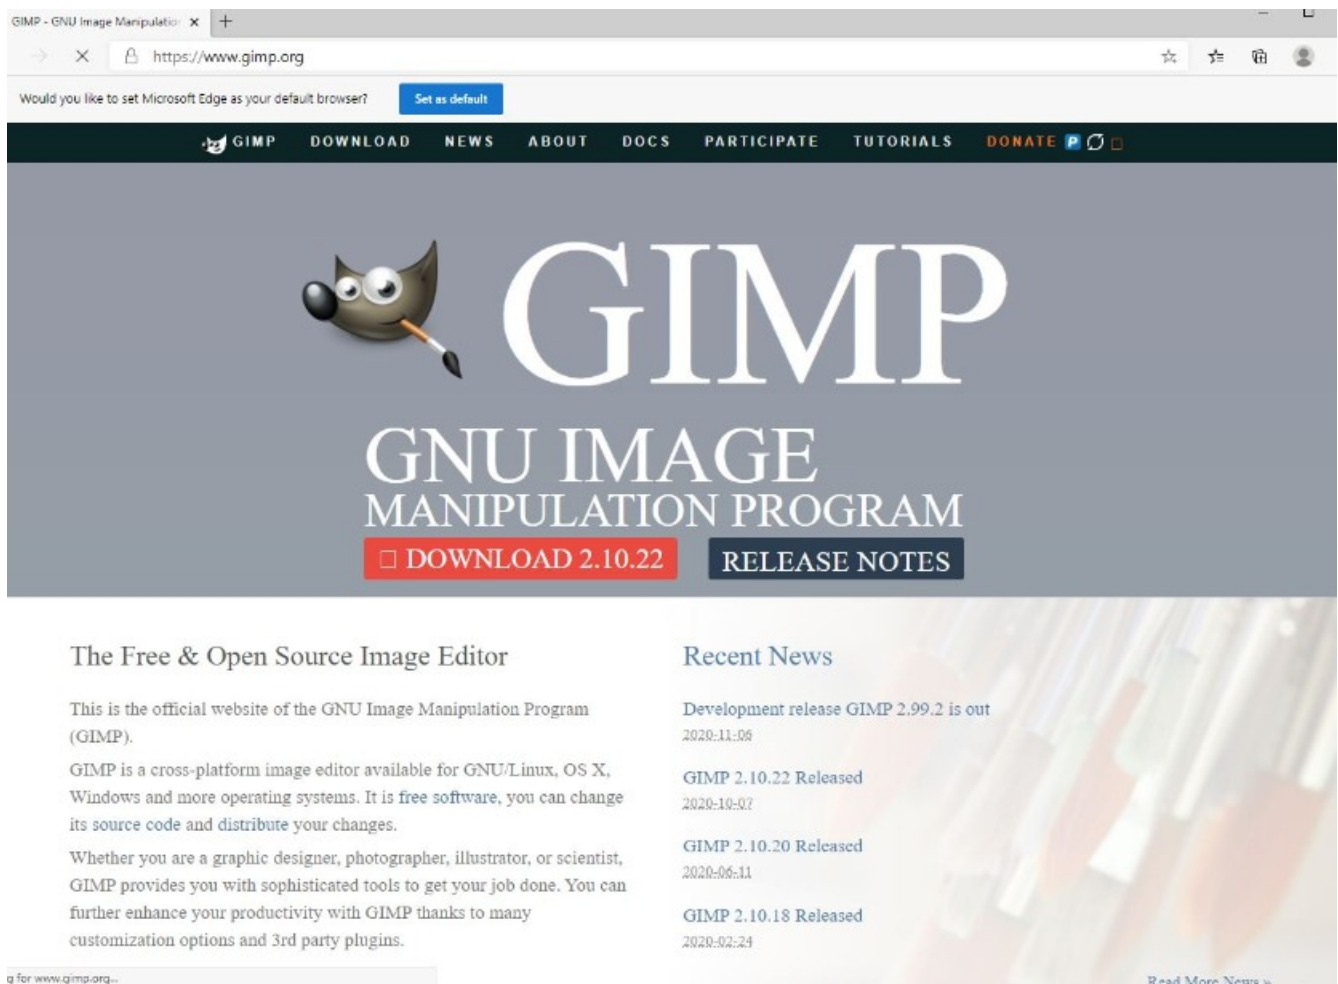 GIMP - GNU Image Manipulatio
https://www.gimp.org
Would you like to set Microsoft Edge as your default browser?
Set as default
GIMP DOWNLOAD NEWS ABOUT DOCS PARTICIPATE TUTORIALS DONATE
GIMP
GNU IMAGE
MANIPULATION PROGRAM
DOWNLOAD 2.10.22
RELEASE NOTES
The Free & Open Source Image Editor
This is the official website of the GNU Image Manipulation Program
(GIMP).
GIMP is a cross-platform image editor available for GNU/Linux, OS X,
Windows and more operating systems. It is free software, you can change
its source code and distribute your changes.
Whether you are a graphic designer, photographer, illustrator, or scientist,
GIMP provides you with sophisticated tools to get your job done. You can
further enhance your productivity with GIMP thanks to many
customization options and 3rd party plugins.
Recent News
Development release GIMP 2.99.2 is out
2020-11-06
GIMP 2.10.22 Released
2020-10-07
GIMP 2.10.20 Released
2020-06-11
GIMP 2.10.18 Released
2020-02-24
Read More News »
g for www.gimp.org...